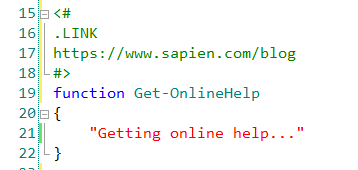 15 <#
16 .LINK
17 https://www.sapien.com/blog
18 #>
19 function Get-OnlineHelp
20 {
21 "Getting online help..."
22 }